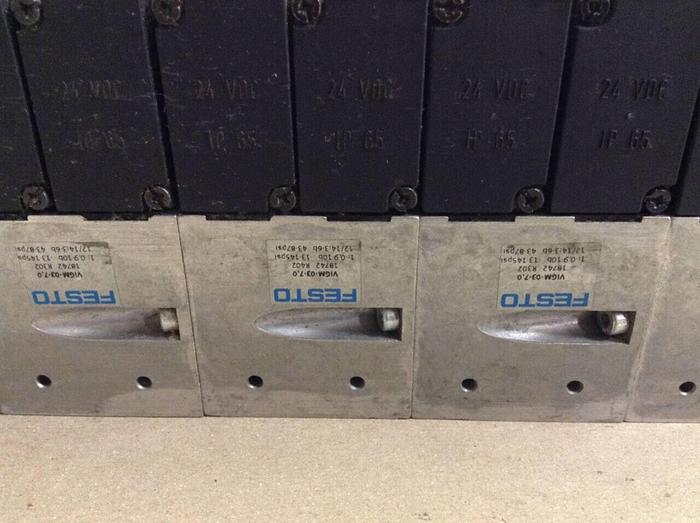 24 VDC
IP 65
24 VDC
IP 65
24 VDC
IP 65
24 VDC
IP 65
24 VDC
IP 65
FESTO
VIGM-03-7,0
18742 R302
1:-0.9 10b 13 145psi
12/14:3-6b 43-87psi
FESTO
VIGM-03-7,0
18742 R402
1:-0.9 10b 13 145psi
12/14:3-6b 43-87psi
FESTO
VIGM-03-7,0
18742 R302
1:-0.9 10b 13 145psi
12/14:3-6b 43-87psi